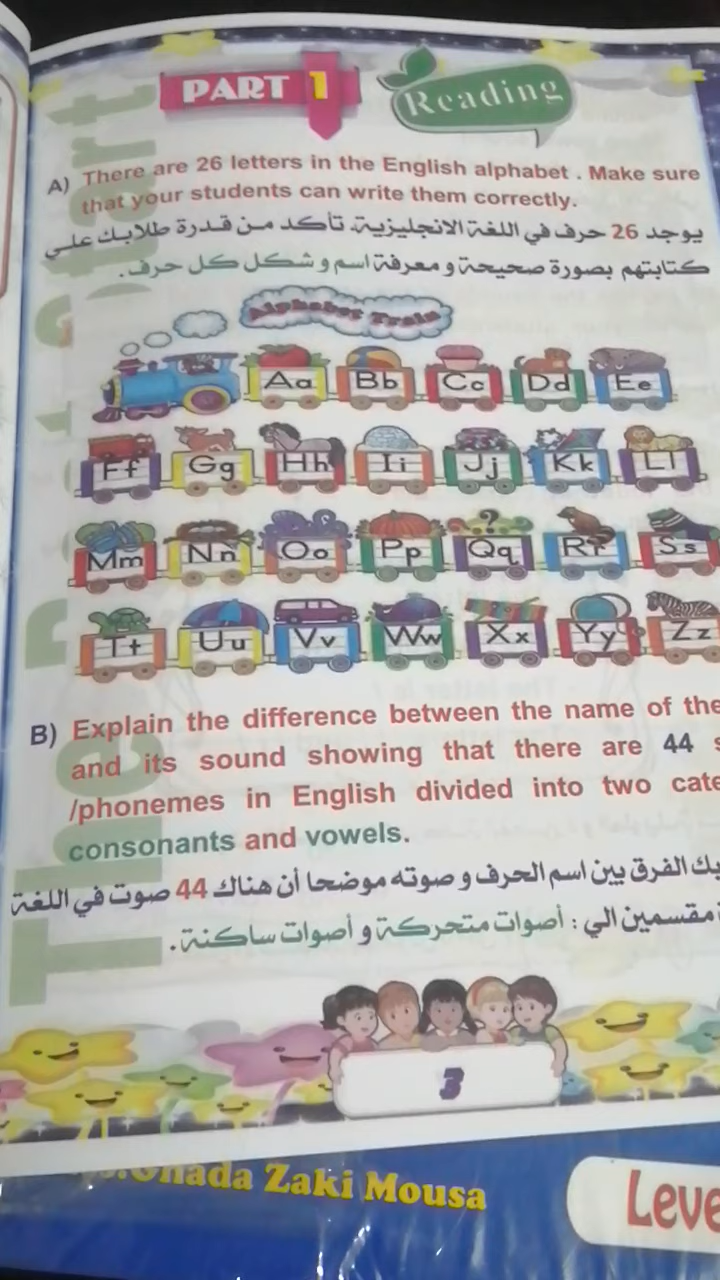 PART 1
Reading
A) There are 26 letters in the English alphabet . Make sure
that your students can write them correctly.
يوجد 26 حرف في اللغة الانجليزية. تأكد من قدرة طلابك علي
كتابتهم بصورة صحيحة و معرفة اسم و شكل كل حرف.
Alphabet Train
Aa Bb Cc Dd Ee
Ff Gg Hh Ii Jj Kk Ll
Mm Nn Oo Pp Qq Rr Ss
Tt Uu Vv Ww Xx Yy Zz
B) Explain the difference between the name of the
and its sound showing that there are 44
/phonemes in English divided into two
consonants and vowels.
الفرق بين اسم الحرف و صوته موضحا أن هناك 44 صوت في اللغة
مقسمين الي : أصوات متحركة و أصوات ساكنة.
3
Zaki Mousa